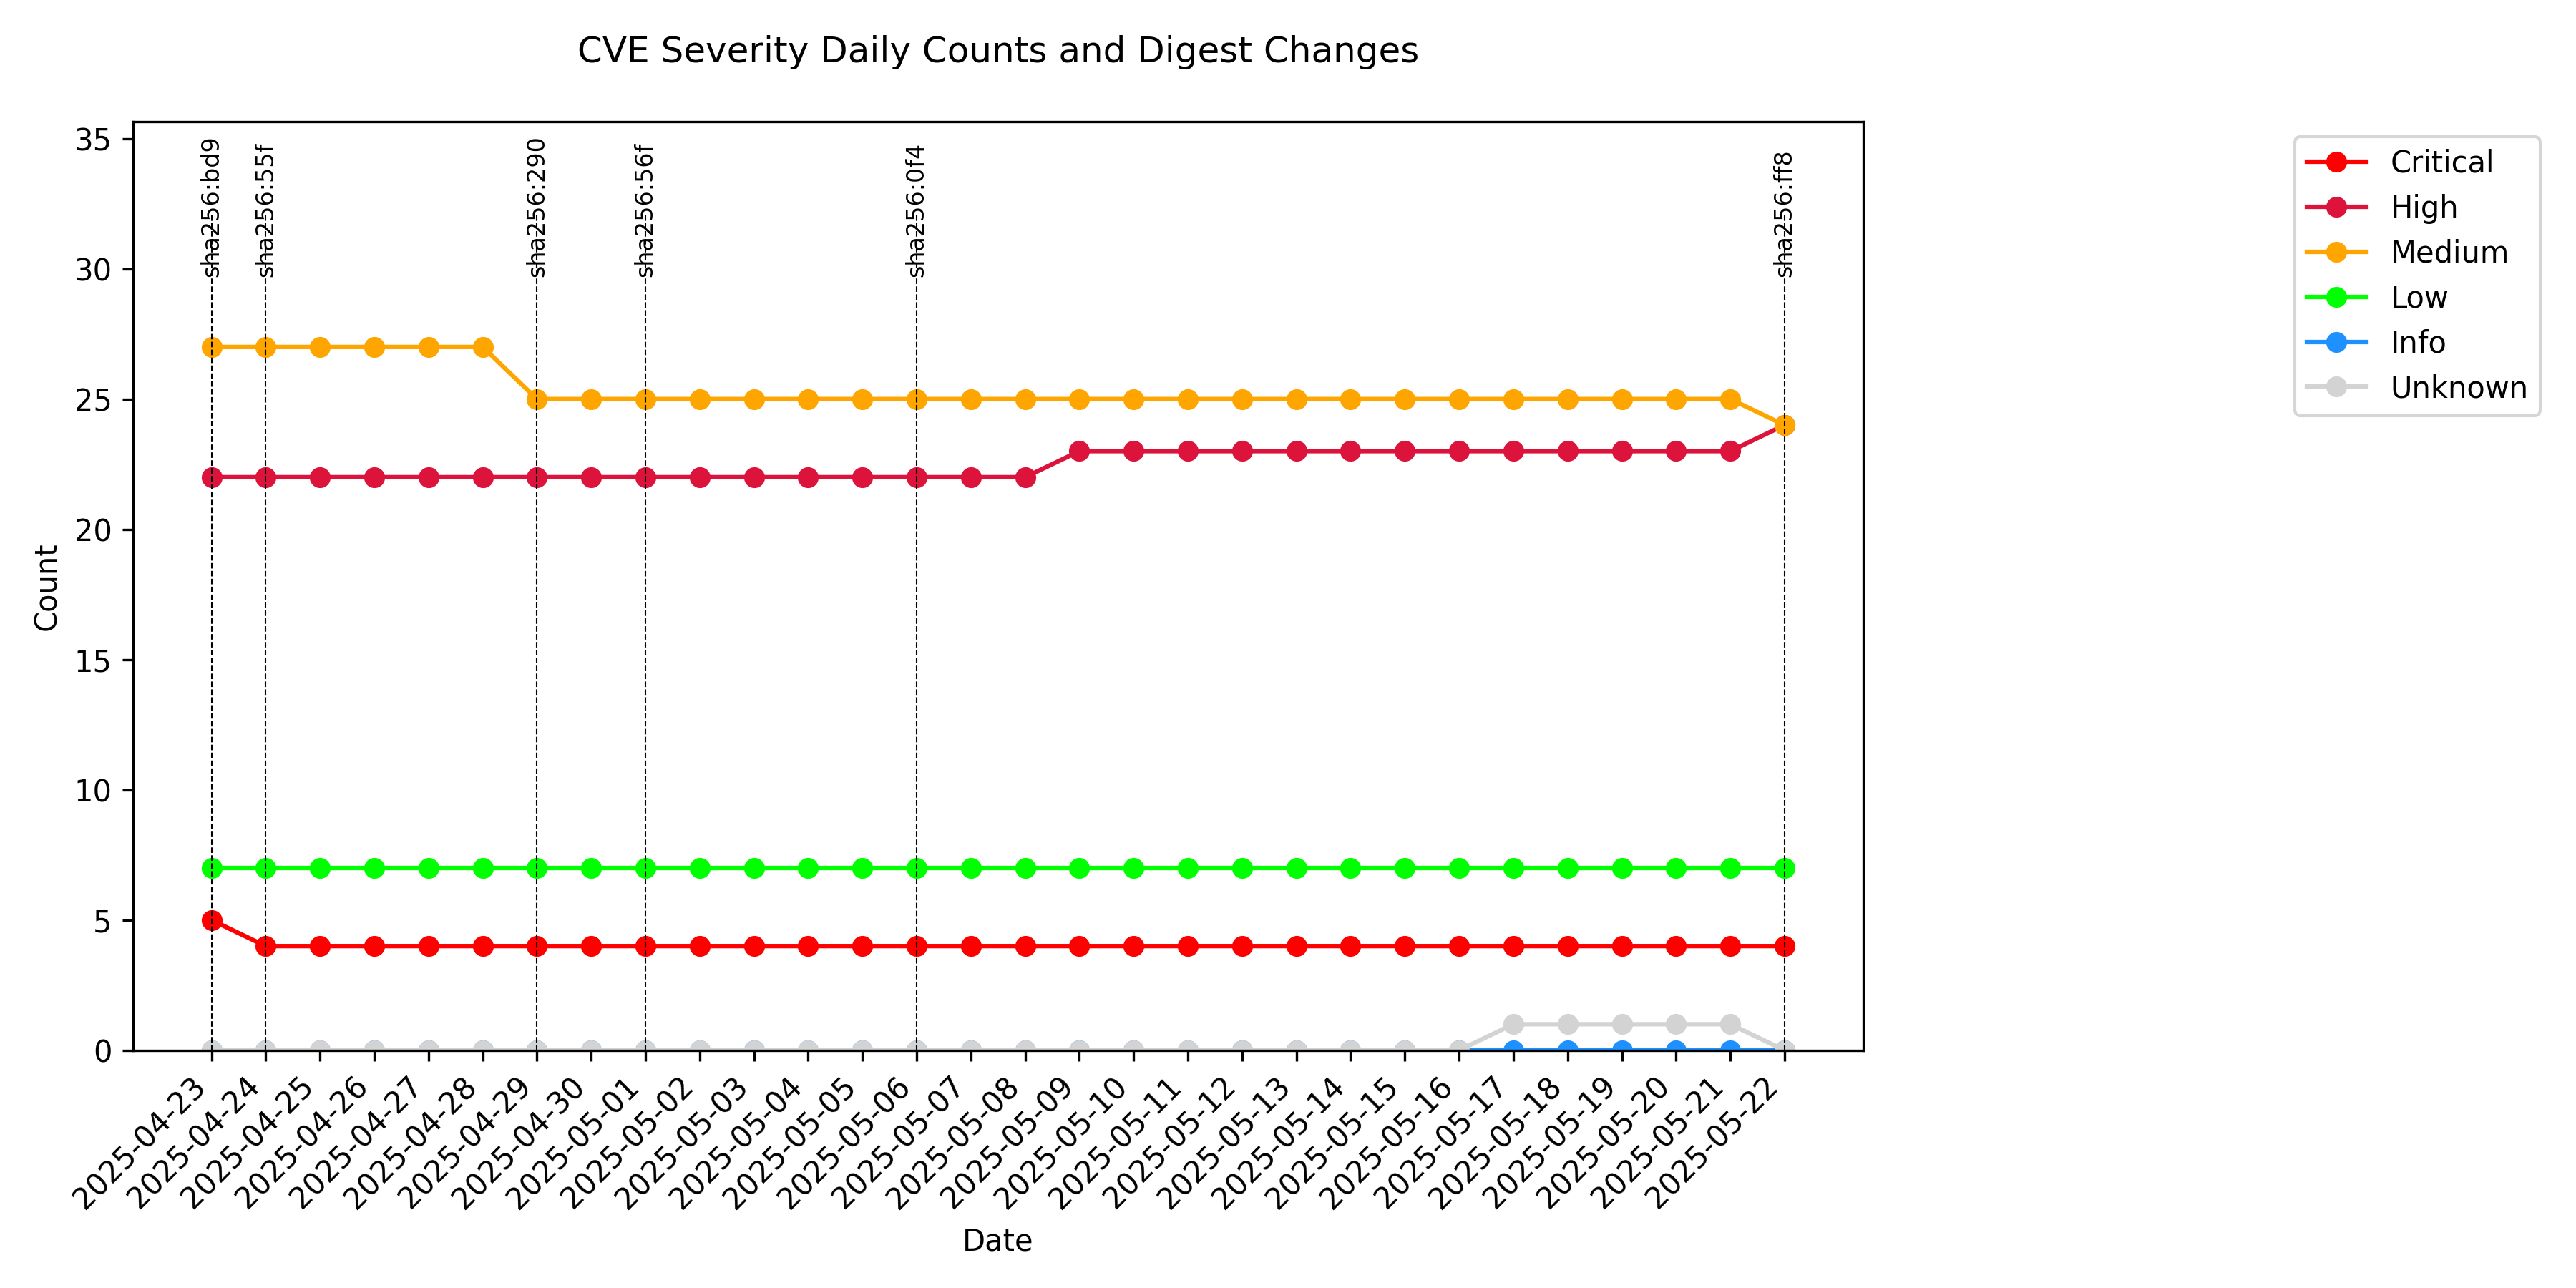 CVE Severity Daily Counts and Digest Changes
35
30
25
20
15
10
5
0
Count
sha256:bd9
sha256:55f
sha256:290
sha256:56f
sha256:0f4
sha256:ff8
Critical
High
Medium
Low
Info
Unknown
2025-04-23
2025-04-24
2025-04-25
2025-04-26
2025-04-27
2025-04-28
2025-04-29
2025-04-30
2025-05-01
2025-05-02
2025-05-03
2025-05-04
2025-05-05
2025-05-06
2025-05-07
2025-05-08
2025-05-09
2025-05-10
2025-05-11
2025-05-12
2025-05-13
2025-05-14
2025-05-15
2025-05-16
2025-05-17
2025-05-18
2025-05-19
2025-05-20
2025-05-21
2025-05-22
Date